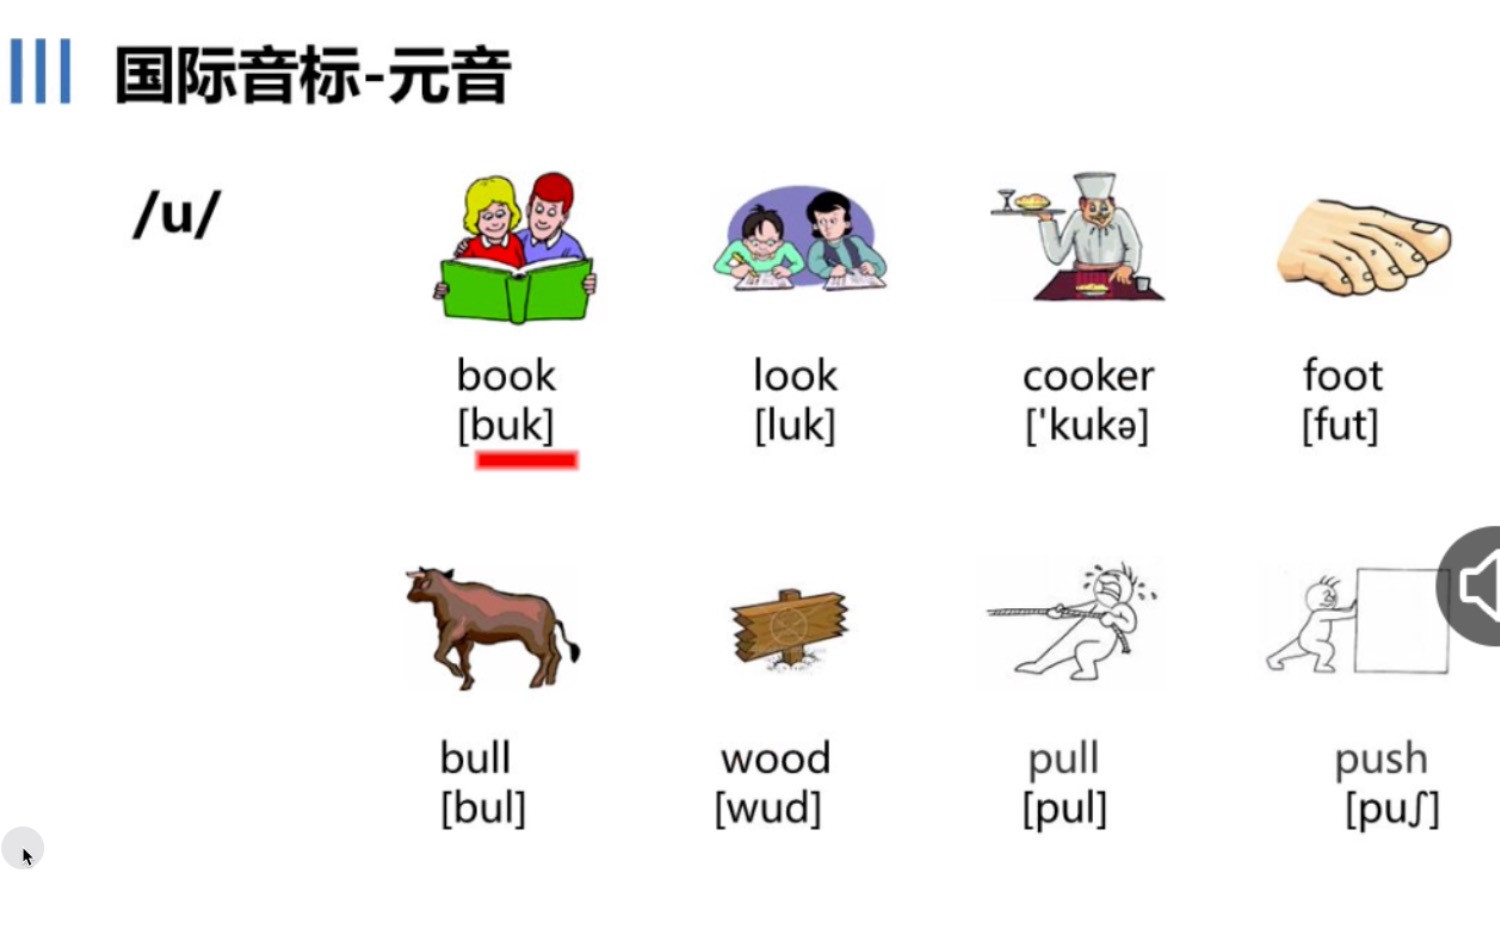 国际音标-元音
/u/
book look cooker foot
[buk] [luk] ['kukə] [fut]
bull wood pull push
[bul] [wud] [pul] [puʃ]